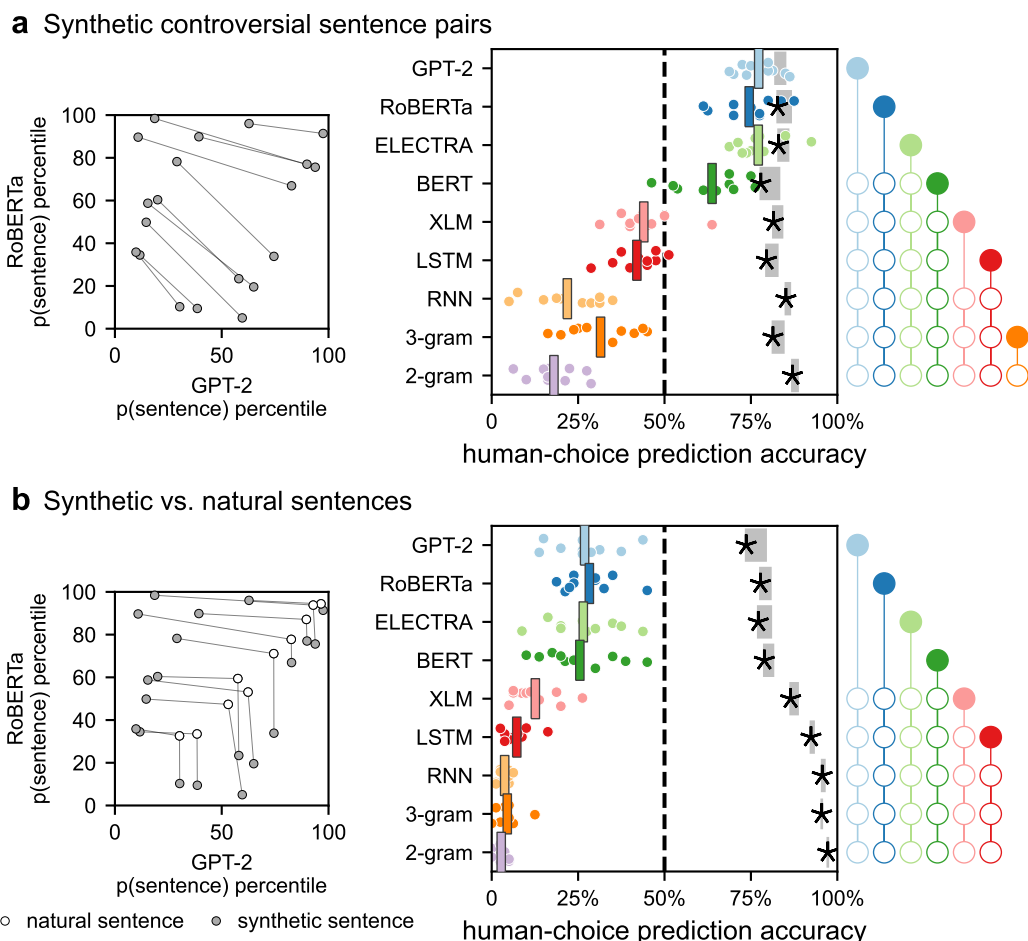 a Synthetic controversial sentence pairs
RoBERTa
p(sentence) percentile
100
80
60
40
20
0
0 50 100
GPT-2
p(sentence) percentile
GPT-2
RoBERTa
ELECTRA
BERT
XLM
LSTM
RNN
3-gram
2-gram
0 25% 50% 75% 100%
human-choice prediction accuracy
b Synthetic vs. natural sentences
RoBERTa
p(sentence) percentile
100
80
60
40
20
0
0 50 100
GPT-2
p(sentence) percentile
natural sentence synthetic sentence
GPT-2
RoBERTa
ELECTRA
BERT
XLM
LSTM
RNN
3-gram
2-gram
0 25% 50% 75% 100%
human-choice prediction accuracy